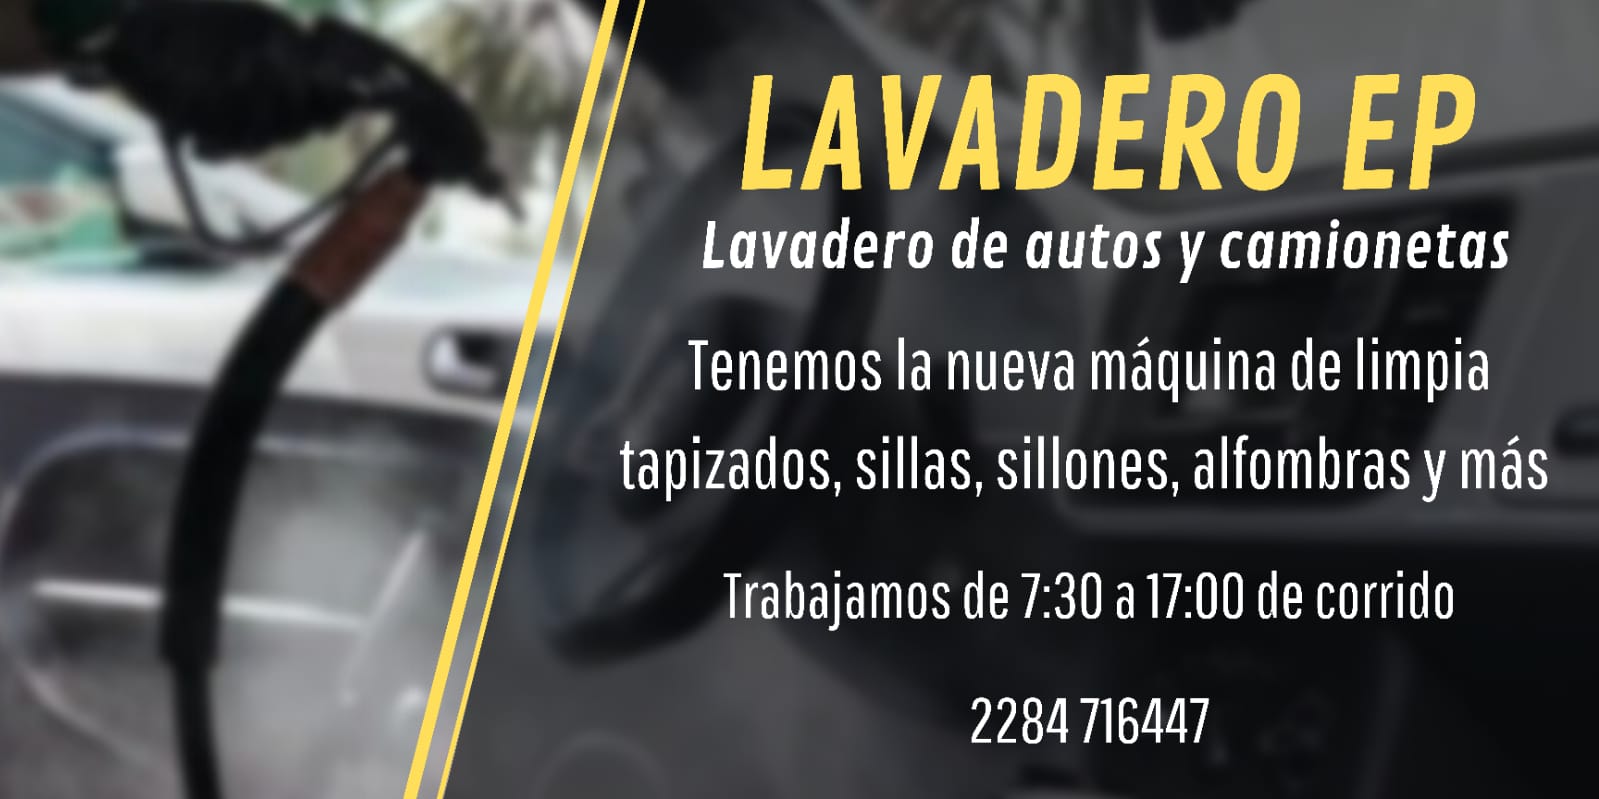 LAVADERO EP
Lavadero de autos y camionetas
Tenemos la nueva máquina de limpia
tapizados, sillas, sillones, alfombras y más
Trabajamos de 7:30 a 17:00 de corrido
2284 716447